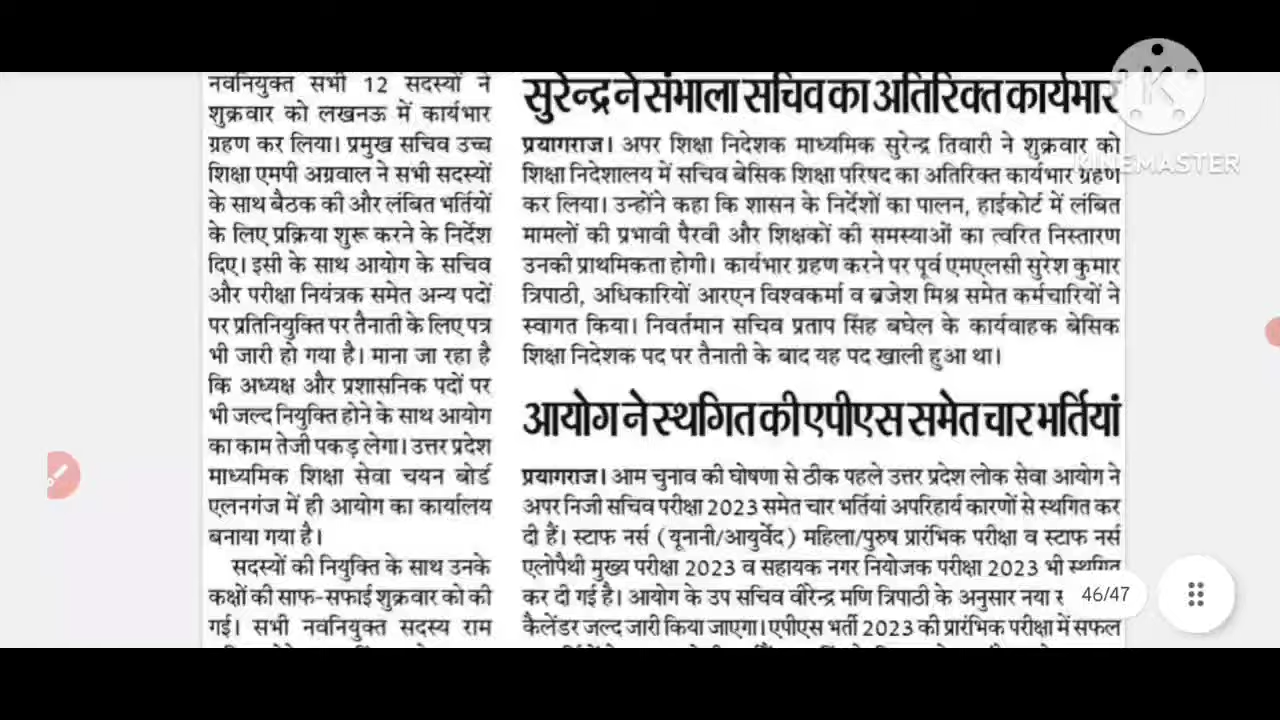 नवनियुक्त सभी 12 सदस्यों ने
शुक्रवार को लखनऊ में कार्यभार
ग्रहण कर लिया। प्रमुख सचिव उच्च
शिक्षा एमपी अग्रवाल ने सभी सदस्यों
के साथ बैठक की और लंबित भर्तियों
के लिए प्रक्रिया शुरू करने के निर्देश
दिए। इसी के साथ आयोग के सचिव
और परीक्षा नियंत्रक समेत अन्य पदों
पर प्रतिनियुक्ति पर तैनाती के लिए पत्र
भी जारी हो गया है। माना जा रहा है
कि अध्यक्ष और प्रशासनिक पदों पर
भी जल्द नियुक्ति होने के साथ आयोग
का काम तेजी पकड़ लेगा। उत्तर प्रदेश
माध्यमिक शिक्षा सेवा चयन बोर्ड
एलनगंज में ही आयोग का कार्यालय
बनाया गया है।
सदस्यों की नियुक्ति के साथ उनके
कक्षों की साफ-सफाई शुक्रवार को की
गई। सभी नवनियुक्त सदस्य राम
सुरेन्द्र ने संभाला सचिव का अतिरिक्त कार्यभार
प्रयागराज। अपर शिक्षा निदेशक माध्यमिक सुरेन्द्र तिवारी ने शुक्रवार को
शिक्षा निदेशालय में सचिव बेसिक शिक्षा परिषद का अतिरिक्त कार्यभार ग्रहण
कर लिया। उन्होंने कहा कि शासन के निर्देशों का पालन, हाईकोर्ट में लंबित
मामलों की प्रभावी पैरवी और शिक्षकों की समस्याओं का त्वरित निस्तारण
उनकी प्राथमिकता होगी। कार्यभार ग्रहण करने पर पूर्व एमएलसी सुरेश कुमार
त्रिपाठी, अधिकारियों आरएन विश्वकर्मा व ब्रजेश मिश्र समेत कर्मचारियों ने
स्वागत किया। निवर्तमान सचिव प्रताप सिंह बघेल के कार्यवाहक बेसिक
शिक्षा निदेशक पद पर तैनाती के बाद यह पद खाली हुआ था।
आयोग ने स्थगित की एपीएस समेत चार भर्तियां
प्रयागराज। आम चुनाव की घोषणा से ठीक पहले उत्तर प्रदेश लोक सेवा आयोग ने
अपर निजी सचिव परीक्षा 2023 समेत चार भर्तियां अपरिहार्य कारणों से स्थगित कर
दी हैं। स्टाफ नर्स (यूनानी/आयुर्वेद) महिला/पुरुष प्रारंभिक परीक्षा व स्टाफ नर्स
एलोपैथी मुख्य परीक्षा 2023 व सहायक नगर नियोजक परीक्षा 2023 भी स्थगित
कर दी गई है। आयोग के उप सचिव वीरेन्द्र मणि त्रिपाठी के अनुसार नया
कैलेंडर जल्द जारी किया जाएगा। एपीएस भर्ती 2023 की प्रारंभिक परीक्षा में सफल
KINEMASTER
46/47